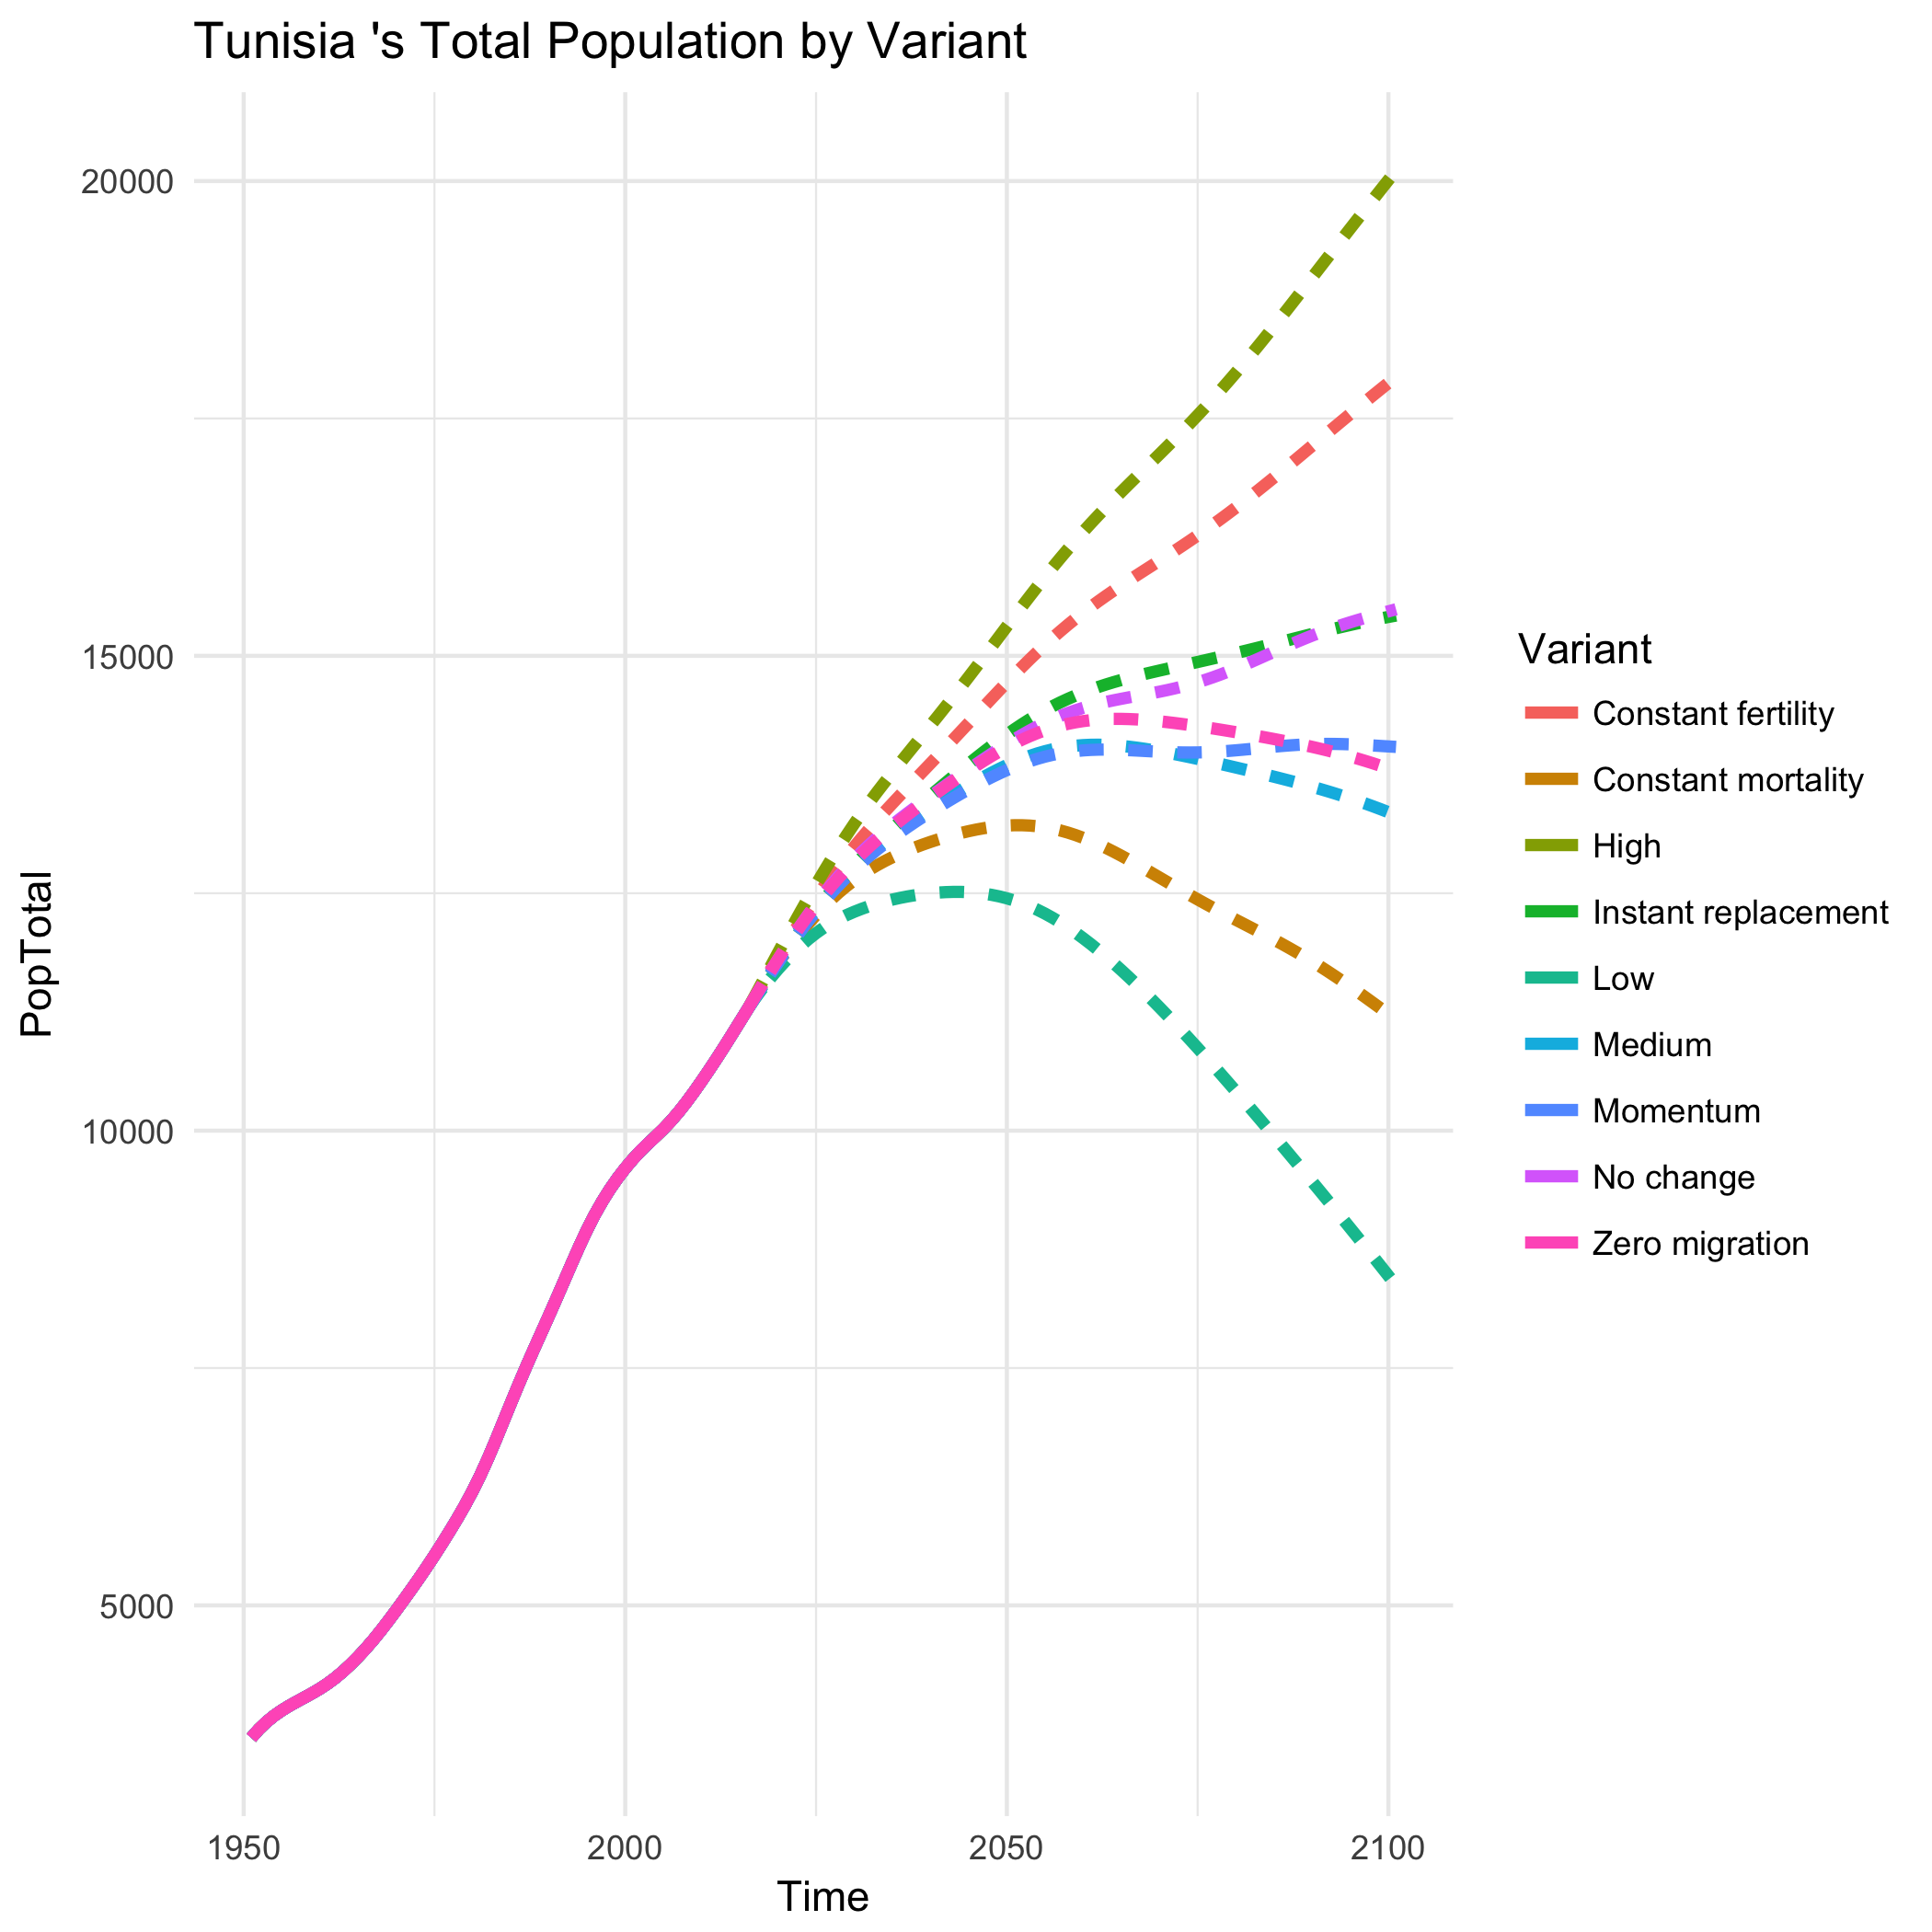 Tunisia 's Total Population by Variant
20000
15000
10000
5000
PopTotal
1950
2000
2050
2100
Time
Variant
Constant fertility
Constant mortality
High
Instant replacement
Low
Medium
Momentum
No change
Zero migration